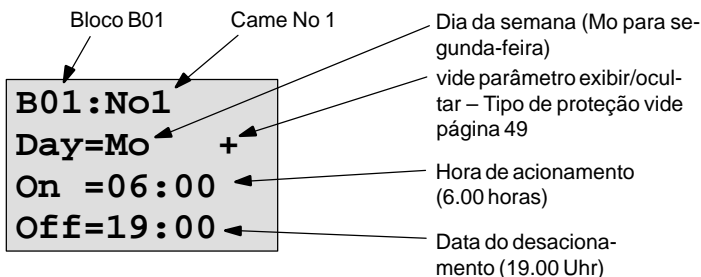 Bloco B01
Came No 1
Dia da semana (Mo para se-
gunda-feira)
vide parâmetro exibir/ocul-
tar – Tipo de proteção vide
página 49
B01:No1
Day=Mo +
On =06:00
Off=19:00
Hora de acionamento
(6.00 horas)
Data do desaciona-
mento (19.00 Uhr)